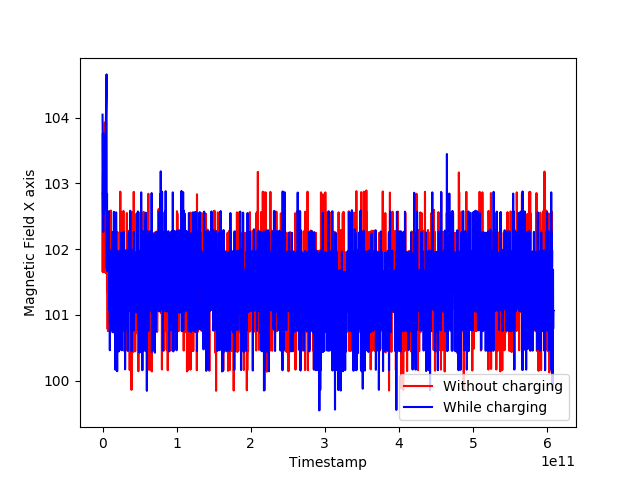 104
103
102
101
100
Magnetic Field X axis
Without charging
While charging
0 1 2 3 4 5 6
1e11
Timestamp